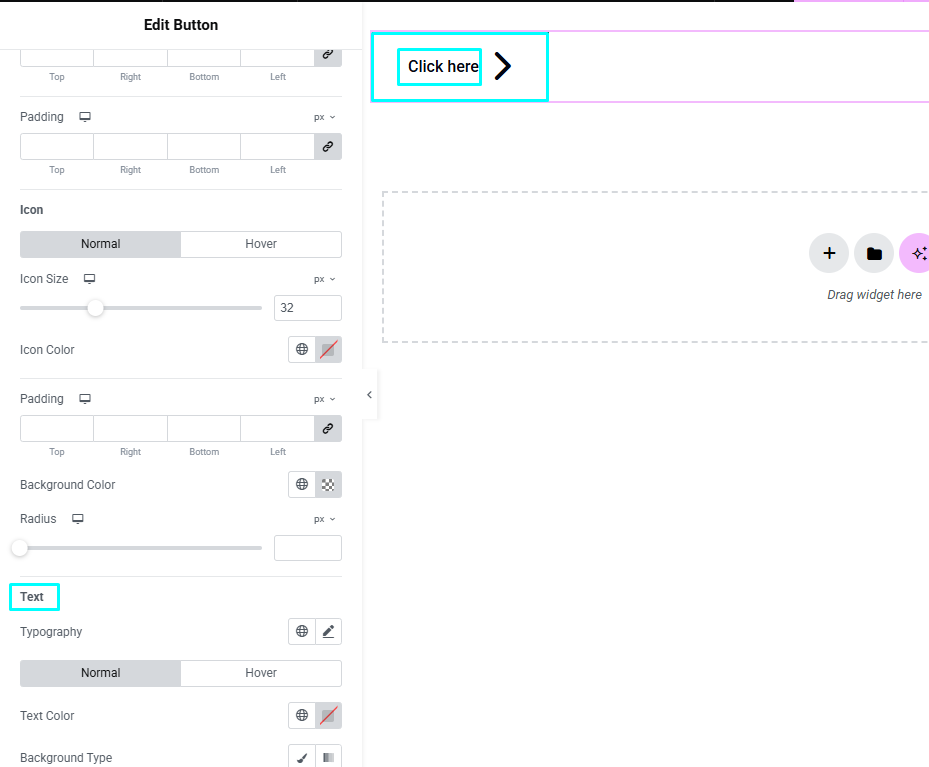 Edit Button
Top Right Bottom Left
Padding px
Top Right Bottom Left
Icon
Normal Hover
Icon Size px
32
Icon Color
Padding px
Top Right Bottom Left
Background Color
Radius px
Text
Typography
Normal Hover
Text Color
Background Type
Click here
Drag widget here